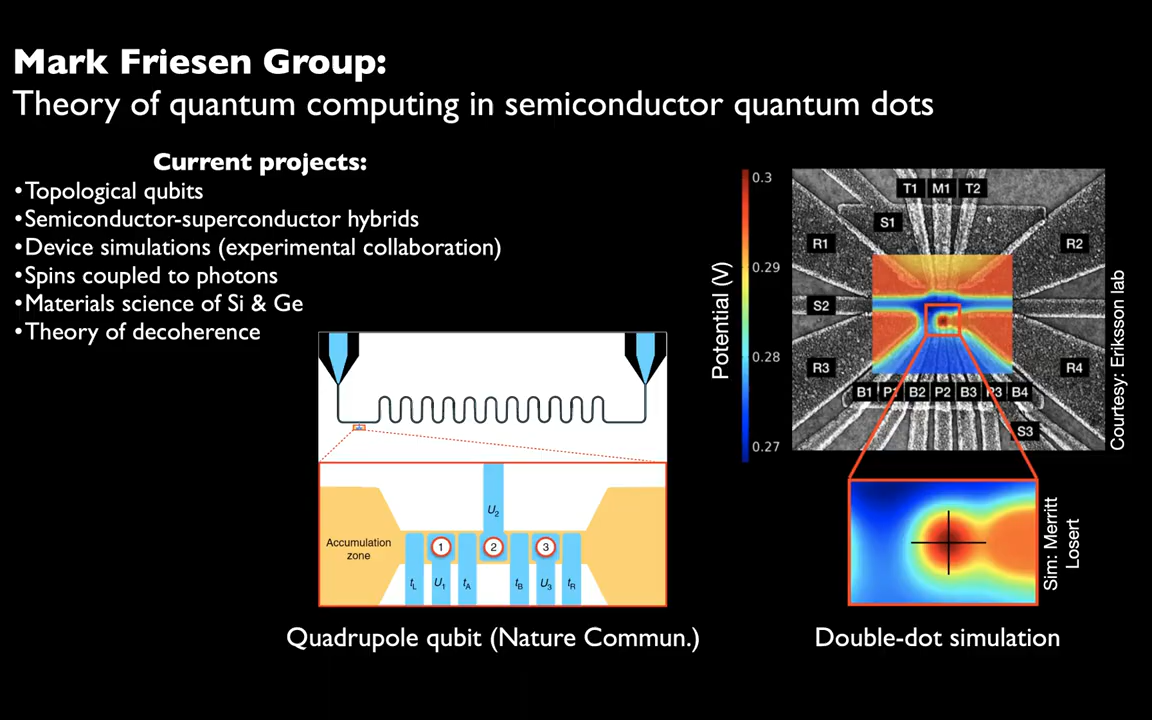 Mark Friesen Group:
Theory of quantum computing in semiconductor quantum dots
Current projects:
•Topological qubits
•Semiconductor-superconductor hybrids
•Device simulations (experimental collaboration)
•Spins coupled to photons
•Materials science of Si & Ge
•Theory of decoherence
Accumulation
zone
U2
1
2
3
tL
U1
tA
tB
U3
tR
Quadrupole qubit (Nature Commun.)
Potential (V)
0.3
0.29
0.28
0.27
T1 M1 T2
S1
R1
R2
S2
R3
R4
B1 P1 B2 P2 B3 P3 B4
S3
Courtesy: Eriksson lab
Sim: Merritt
Losert
Double-dot simulation